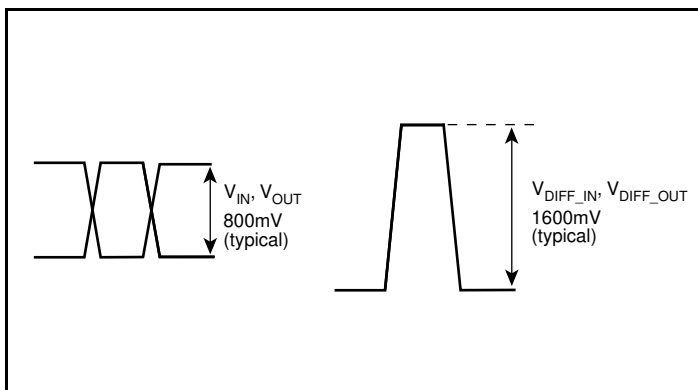 V_IN, V_OUT
800mV
(typical)
V_DIFF_IN, V_DIFF_OUT
1600mV
(typical)